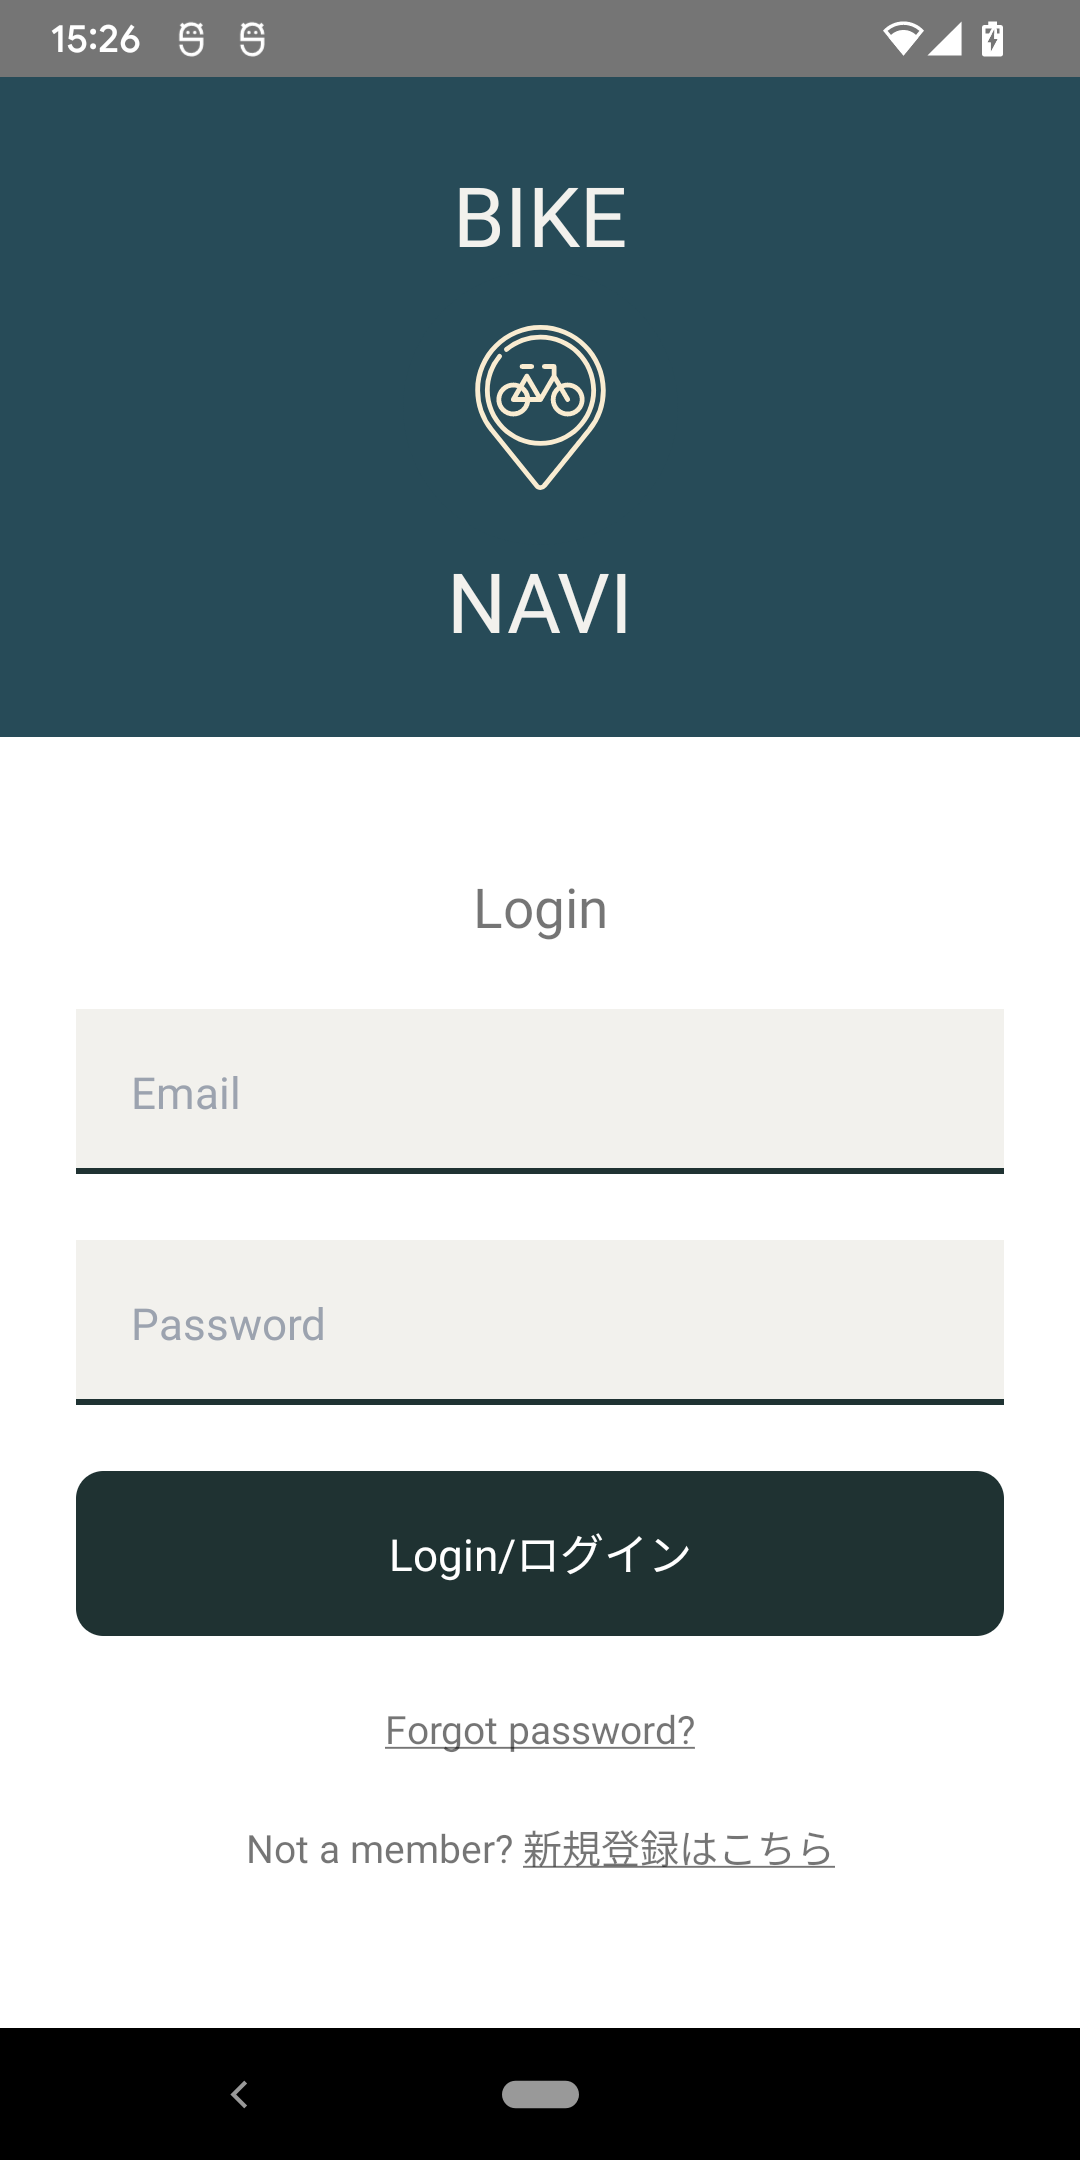 15:26
BIKE
NAVI
Login
Email
Password
Login/ログイン
Forgot password?
Not a member? 新規登録はこちら